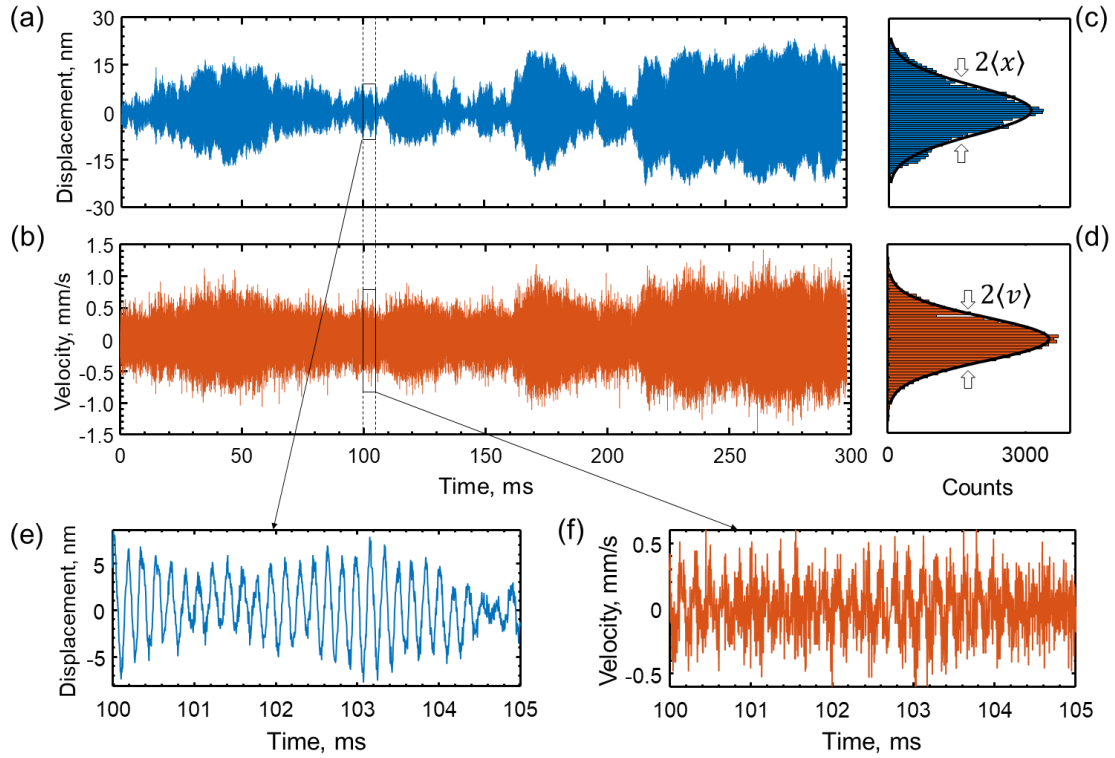 (a)
(c)
30
15
0
-15
-30
Displacement, nm
2⟨x⟩
(b)
(d)
1.5
1.0
0.5
0
-0.5
-1.0
-1.5
Velocity, mm/s
2⟨v⟩
0 50 100 150 200 250 300
0 3000
Time, ms
Counts
(e)
(f)
5
0
-5
Displacement, nm
100 101 102 103 104 105
Time, ms
0.5
0
-0.5
Velocity, mm/s
100 101 102 103 104 105
Time, ms